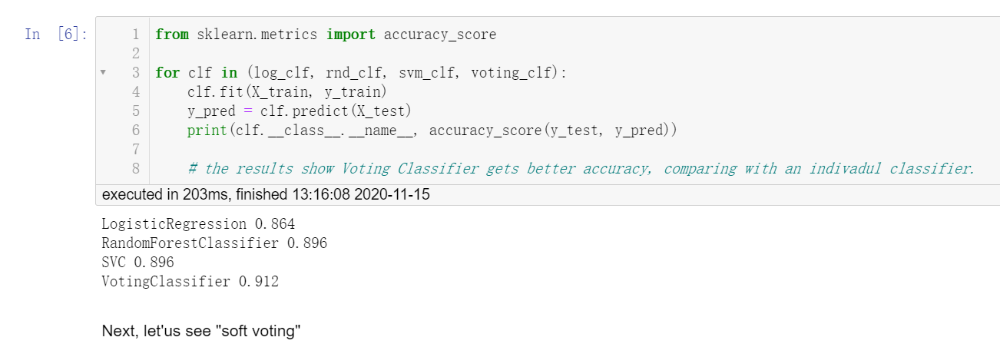 In [6]:
1 from sklearn.metrics import accuracy_score
2
3 for clf in (log_clf, rnd_clf, svm_clf, voting_clf):
4     clf.fit(X_train, y_train)
5     y_pred = clf.predict(X_test)
6     print(clf.__class__.__name__, accuracy_score(y_test, y_pred))
7
8     # the results show Voting Classifier gets better accuracy, comparing with an indivadul classifier.
executed in 203ms, finished 13:16:08 2020-11-15
LogisticRegression 0.864
RandomForestClassifier 0.896
SVC 0.896
VotingClassifier 0.912
Next, let'us see "soft voting"